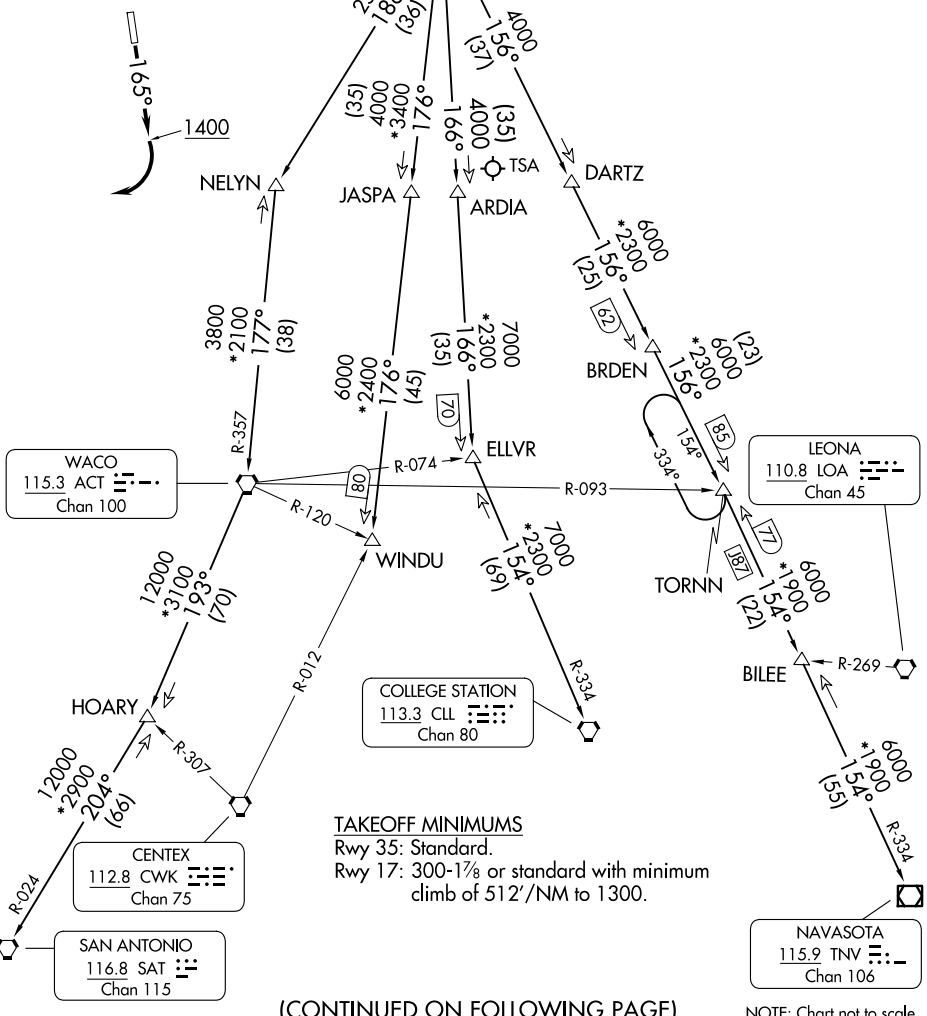 18
(36)
4000
156°
(37)
165°
1400
(35)
4000
*3400
176°
166°
4000
(35)
TSA
NELYN
JASPA
ARDIA
DARTZ
6000
*2300
156°
(25)
62
3800
*2100
177°
(38)
6000
*2400
176°
(45)
7000
*2300
166°
(35)
BRDEN
(23)
6000
*2300
156°
70
85
154°
334°
R-357
ELLVR
WACO
115.3 ACT
Chan 100
R-074
80
R-093
R-120
LEONA
110.8 LOA
Chan 45
WINDU
77
J87
TORNN
7000
*2300
154°
(69)
6000
*1900
154°
(22)
12000
*3100
193°
(70)
R-012
BILEE
R-269
HOARY
R-307
R-334
COLLEGE STATION
113.3 CLL
Chan 80
12000
*2900
204°
(66)
6000
*1900
154°
(55)
R-334
CENTEX
112.8 CWK
Chan 75
TAKEOFF MINIMUMS
Rwy 35: Standard.
Rwy 17: 300-1⅞ or standard with minimum
climb of 512'/NM to 1300.
R-024
SAN ANTONIO
116.8 SAT
Chan 115
NAVASOTA
115.9 TNV
Chan 106
(CONTINUED ON FOLLOWING PAGE)
NOTE: Chart not to scale